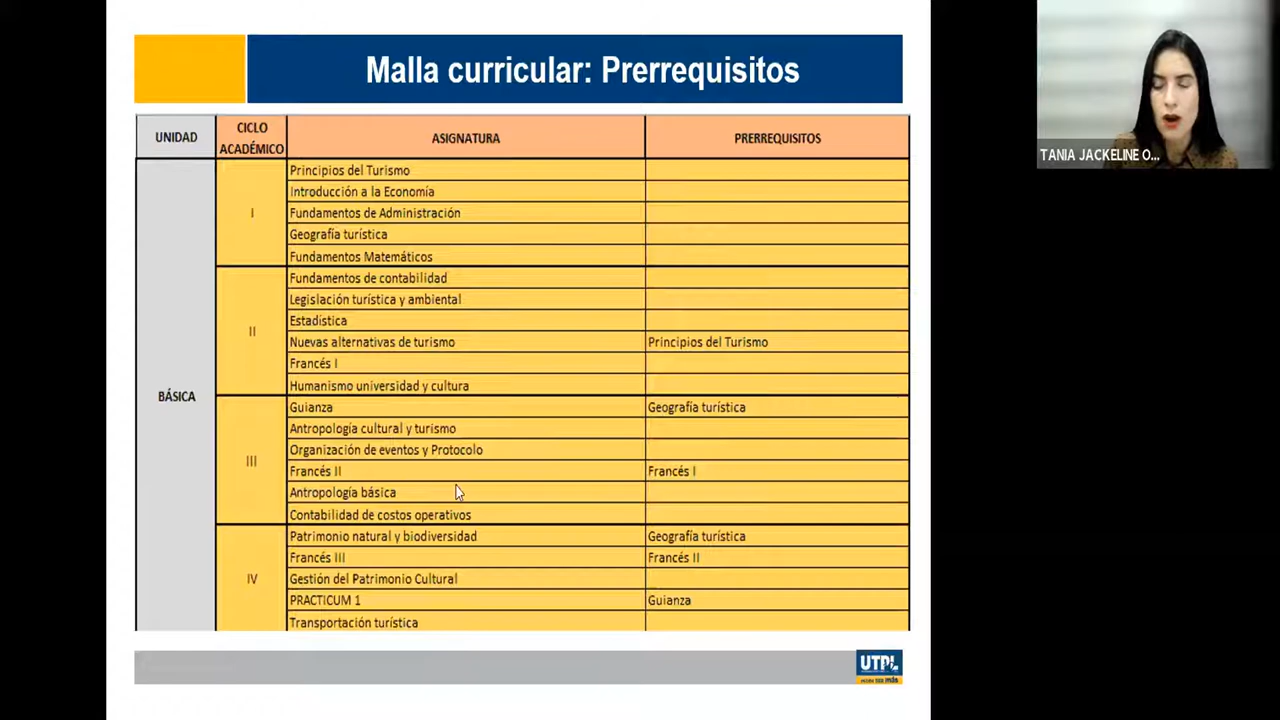 Malla curricular: Prerrequisitos
TANIA JACKELINE O...
UNIDAD
CICLO ACADÉMICO
ASIGNATURA
PRERREQUISITOS
BÁSICA
I
Principios del Turismo
Introducción a la Economía
Fundamentos de Administración
Geografía turística
Fundamentos Matemáticos
II
Fundamentos de contabilidad
Legislación turística y ambiental
Estadística
Nuevas alternativas de turismo Principios del Turismo
Francés I
Humanismo universidad y cultura
III
Guianza Geografía turística
Antropología cultural y turismo
Organización de eventos y Protocolo
Francés II Francés I
Antropología básica
Contabilidad de costos operativos
IV
Patrimonio natural y biodiversidad Geografía turística
Francés III Francés II
Gestión del Patrimonio Cultural
PRACTICUM 1 Guianza
Transportación turística
UTPL